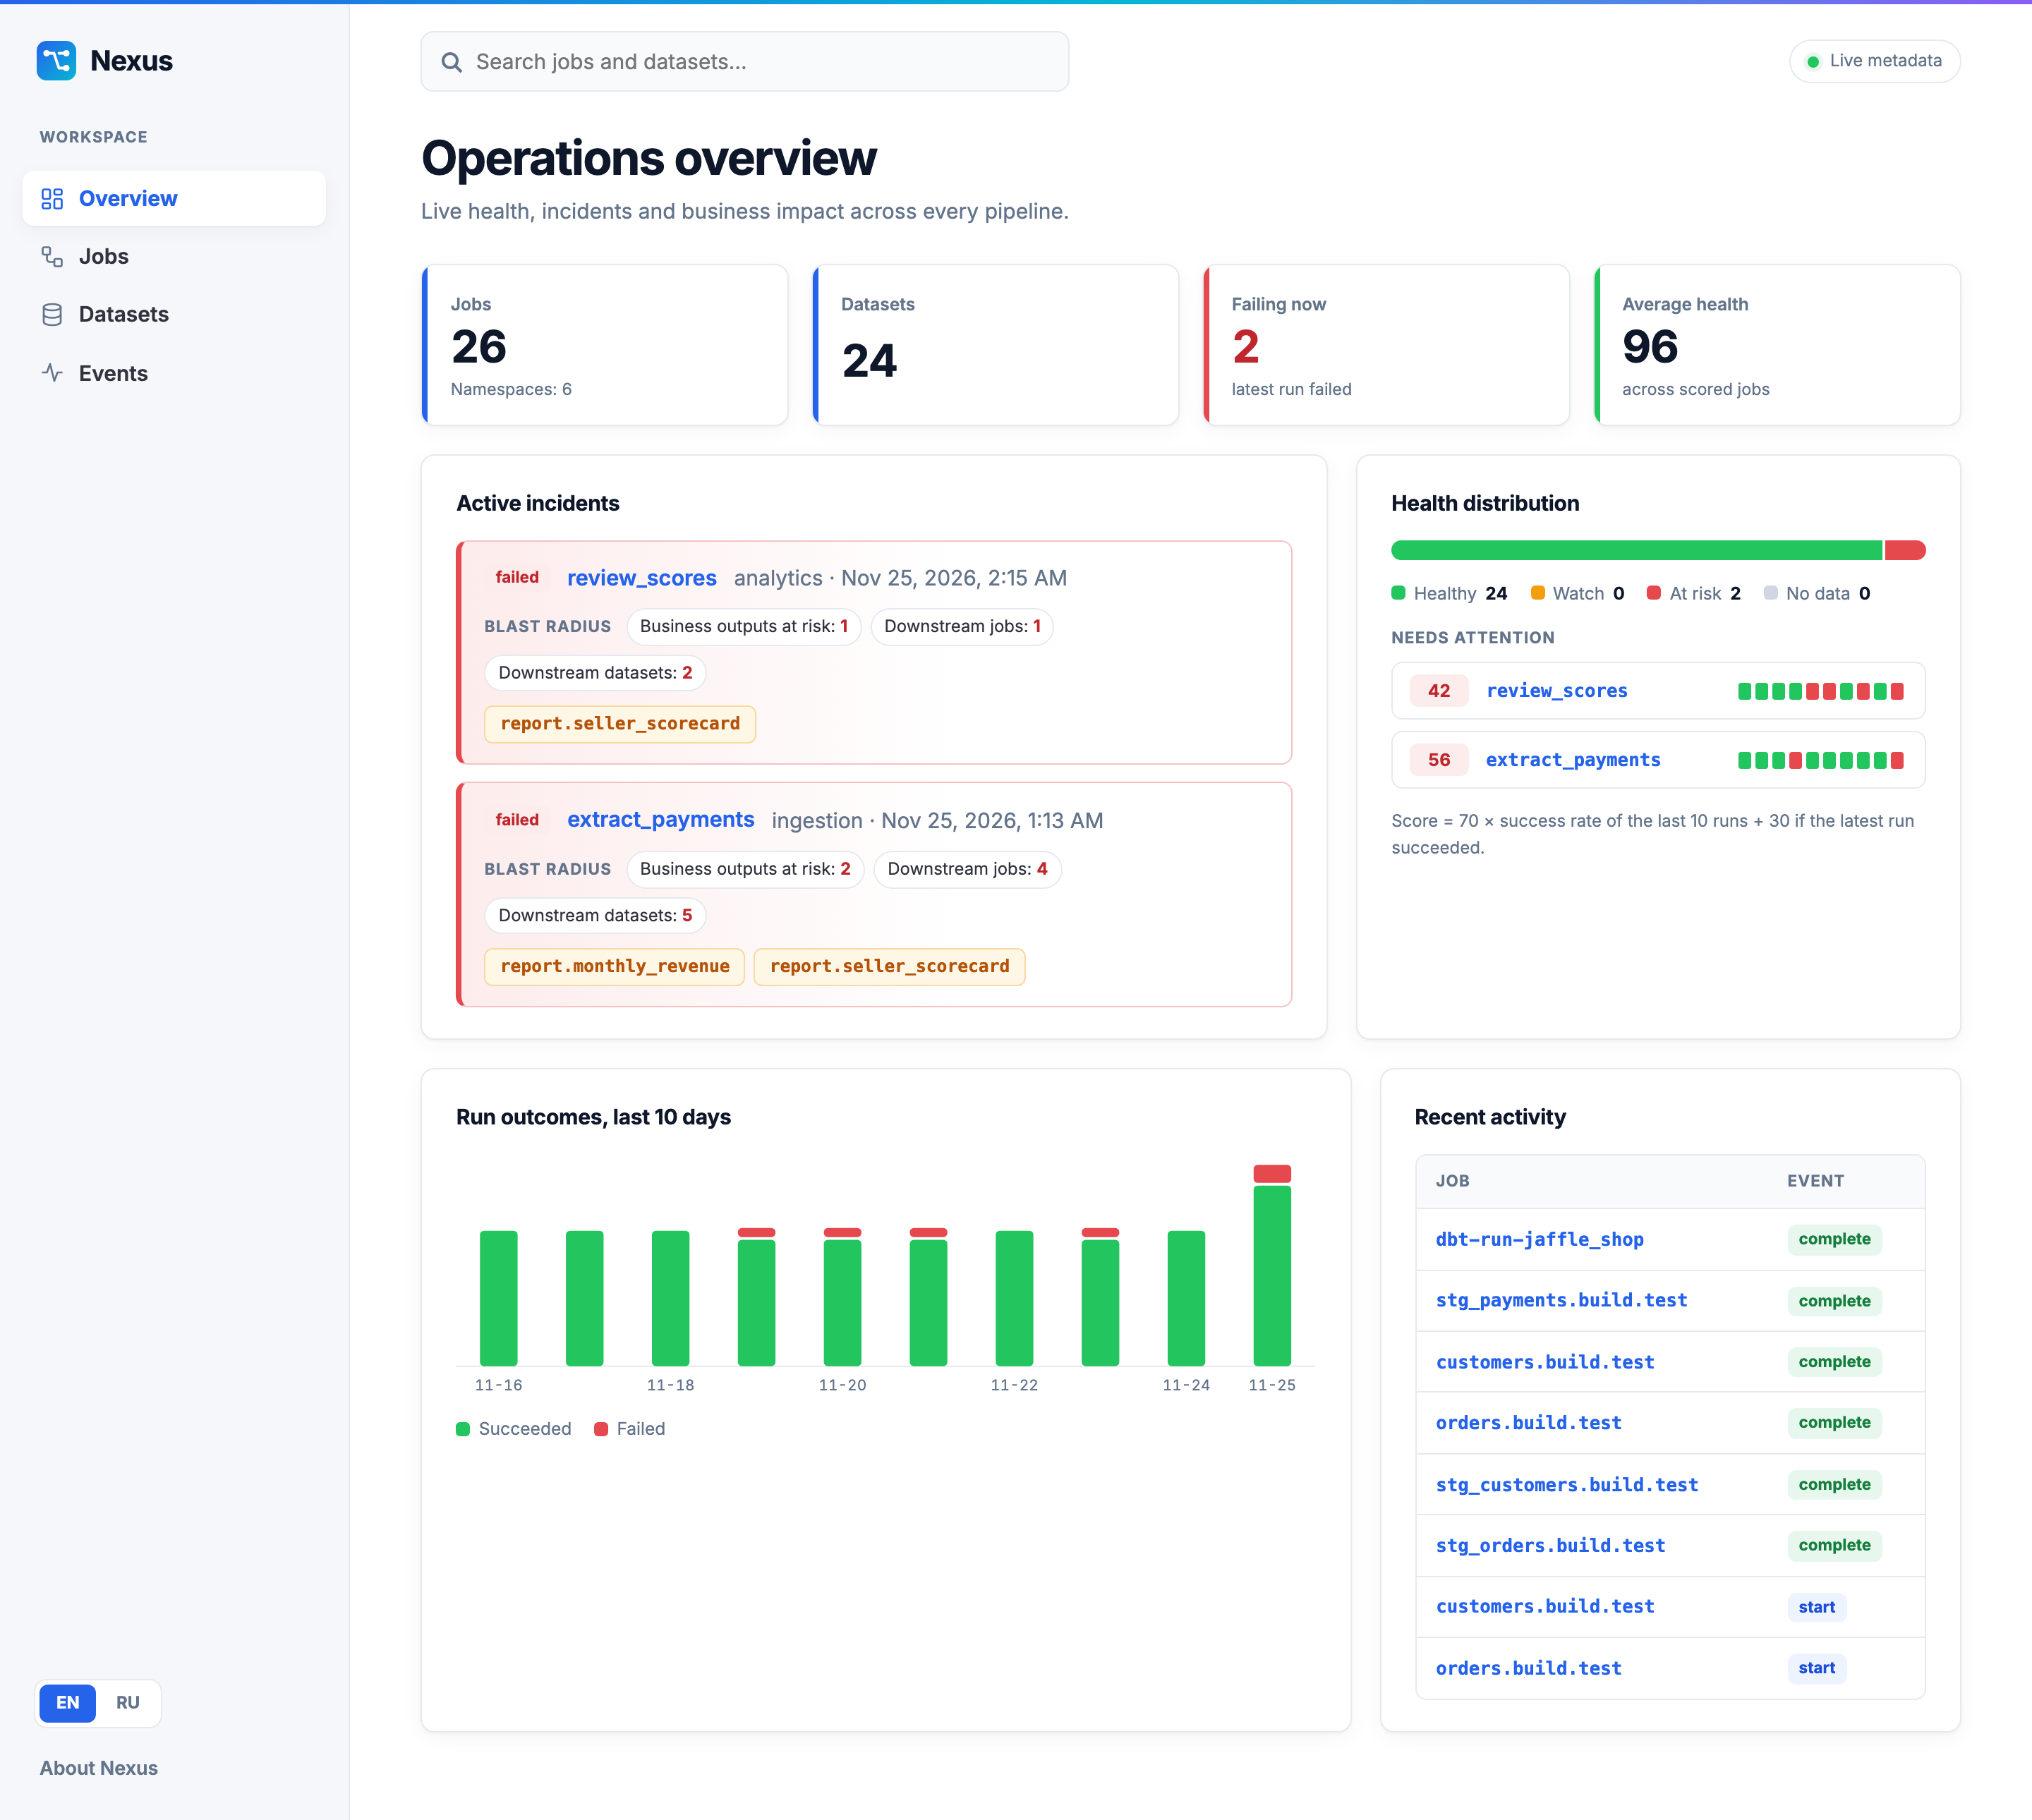 Nexus
Search jobs and datasets...
Live metadata
WORKSPACE
Overview
Jobs
Datasets
Events
Operations overview
Live health, incidents and business impact across every pipeline.
Jobs
26
Namespaces: 6
Datasets
24
Failing now
2
latest run failed
Average health
96
across scored jobs
Active incidents
failed review_scores analytics · Nov 25, 2026, 2:15 AM
BLAST RADIUS Business outputs at risk: 1 Downstream jobs: 1
Downstream datasets: 2
report.seller_scorecard
failed extract_payments ingestion · Nov 25, 2026, 1:13 AM
BLAST RADIUS Business outputs at risk: 2 Downstream jobs: 4
Downstream datasets: 5
report.monthly_revenue report.seller_scorecard
Health distribution
Healthy 24 Watch 0 At risk 2 No data 0
NEEDS ATTENTION
42 review_scores
56 extract_payments
Score = 70 × success rate of the last 10 runs + 30 if the latest run
succeeded.
Run outcomes, last 10 days
11-16 11-18 11-20 11-22 11-24 11-25
Succeeded Failed
Recent activity
JOB EVENT
dbt-run-jaffle_shop complete
stg_payments.build.test complete
customers.build.test complete
orders.build.test complete
stg_customers.build.test complete
stg_orders.build.test complete
customers.build.test start
orders.build.test start
EN RU
About Nexus